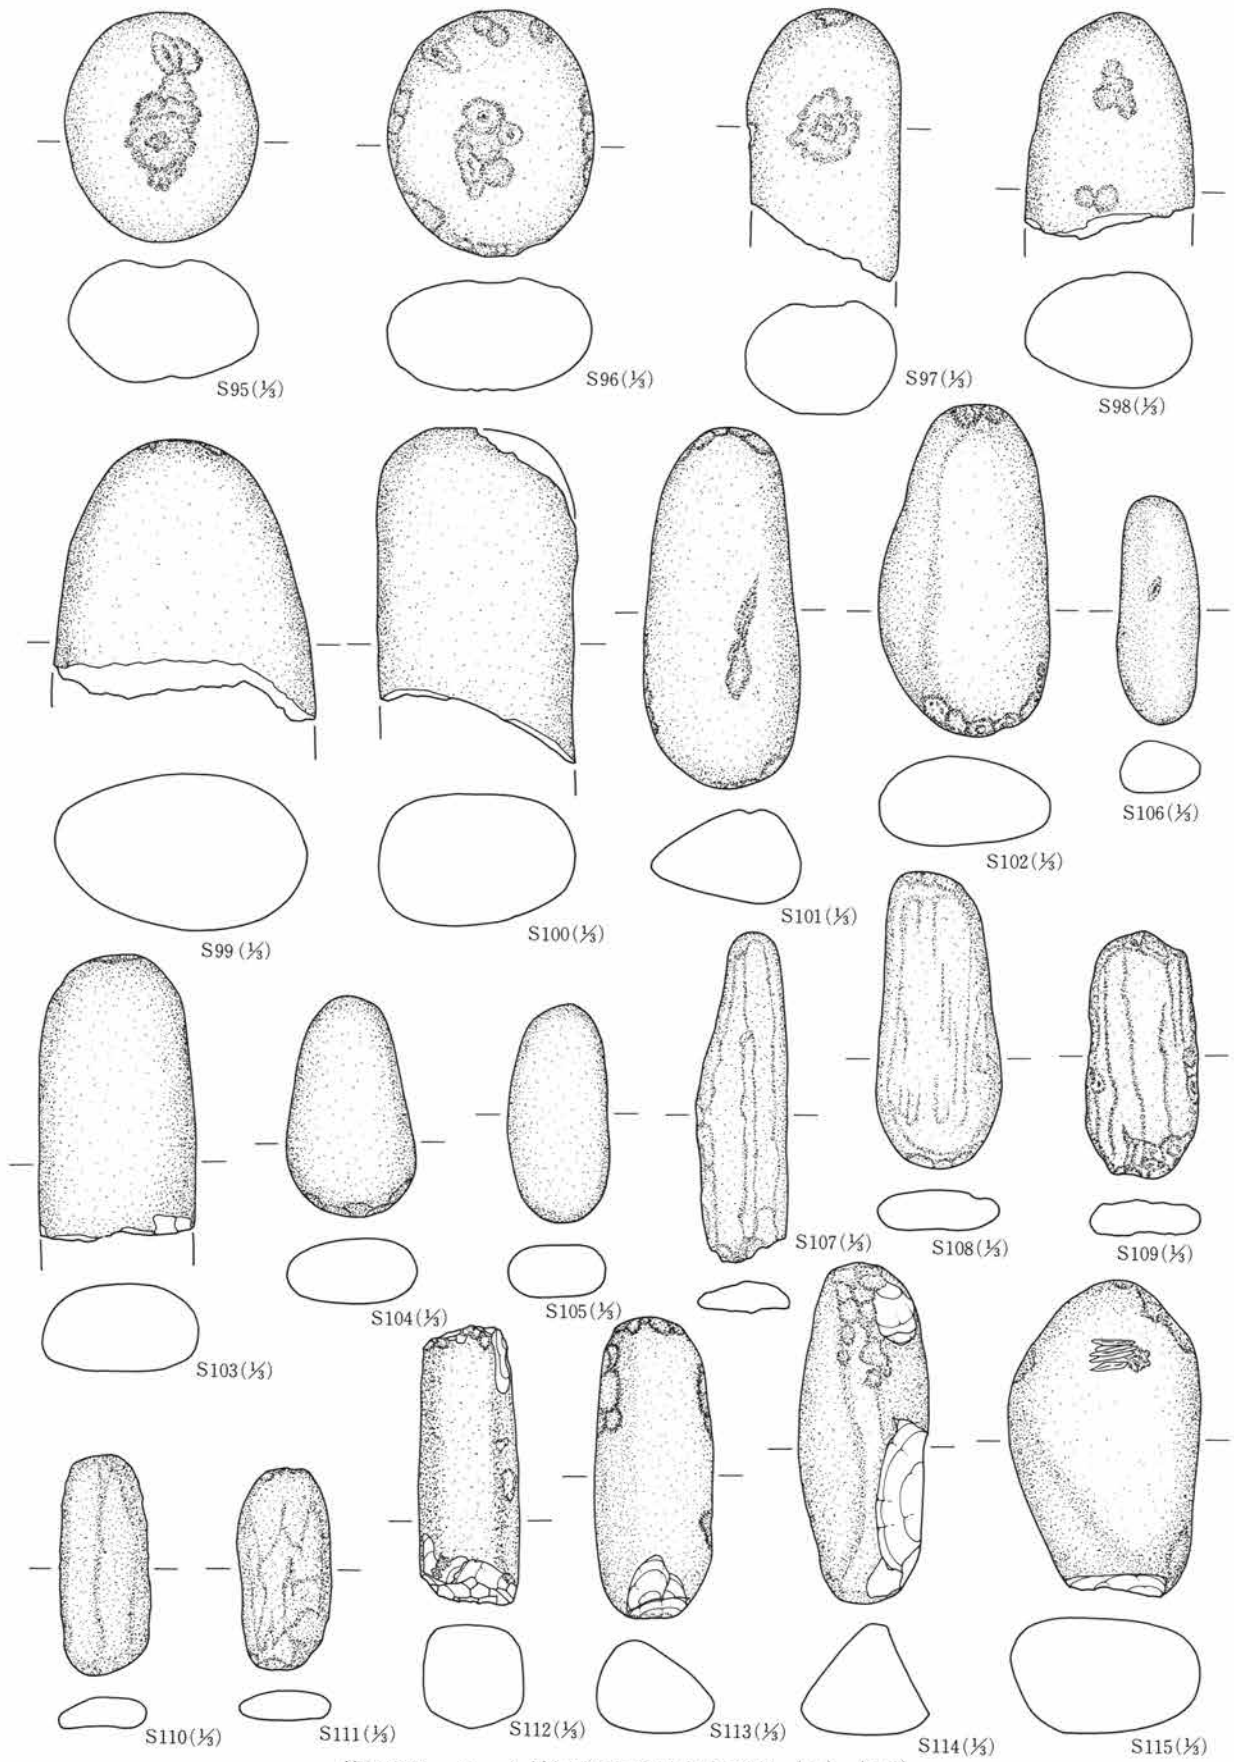 S95(⅓)
S96(⅓)
S97(⅓)
S98(⅓)
S99(⅓)
S100(⅓)
S101(⅓)
S102(⅓)
S106(⅓)
S103(⅓)
S104(⅓)
S105(⅓)
S107(⅓)
S108(⅓)
S109(⅓)
S110(⅓)
S111(⅓)
S112(⅓)
S113(⅓)
S114(⅓)
S115(⅓)